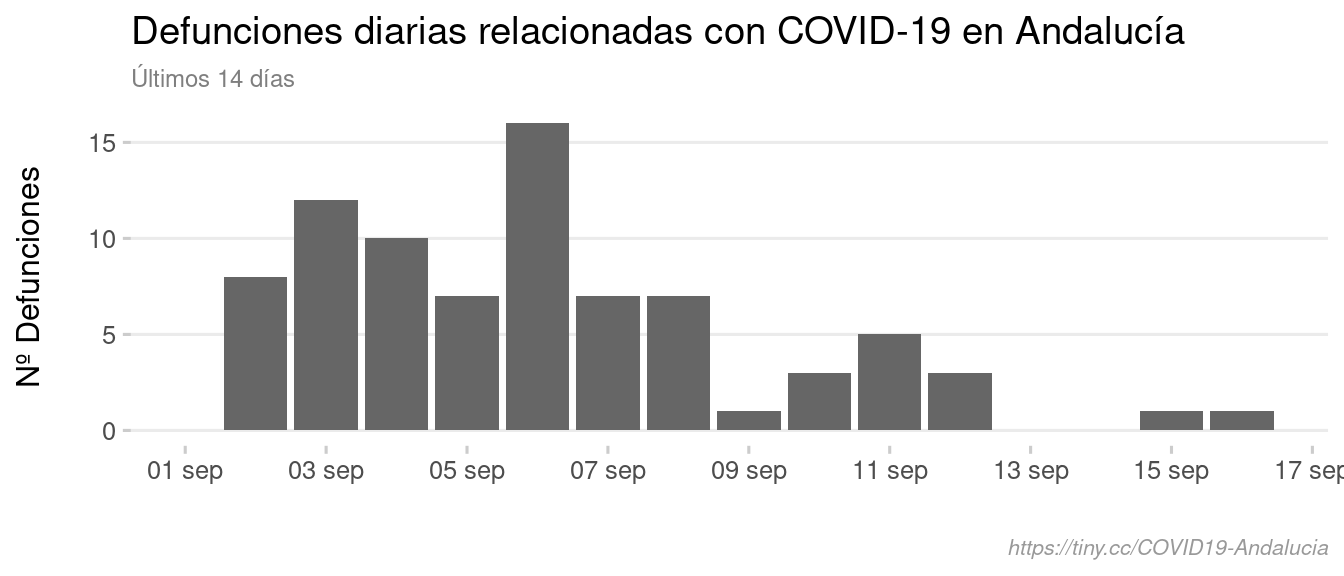 Defunciones diarias relacionadas con COVID-19 en Andalucía
Últimos 14 días
Nº Defunciones
15
10
5
0
01 sep 03 sep 05 sep 07 sep 09 sep 11 sep 13 sep 15 sep 17 sep
https://tiny.cc/COVID19-Andalucia